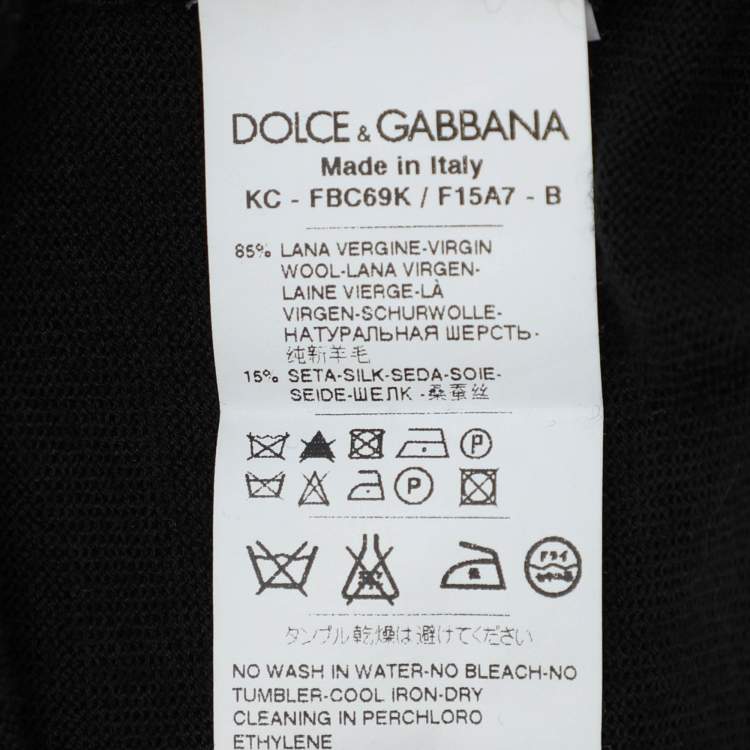 DOLCE & GABBANA
Made in Italy
KC - FBC69K / F15A7 - B
85% LANA VERGINE-VIRGIN
WOOL-LANA VIRGEN-
LAINE VIERGE-LÀ
VIRGEN-SCHURWOLLE-
НАТУРАЛЬНАЯ ШЕРСТЬ-
纯新羊毛
15% SETA-SILK-SEDA-SOIE-
SEIDE-ШЕЛК -桑蚕丝
P
P
ドライ
タンブル乾燥は避けてください
NO WASH IN WATER-NO BLEACH-NO
TUMBLER-COOL IRON-DRY
CLEANING IN PERCHLORO
ETHYLENE